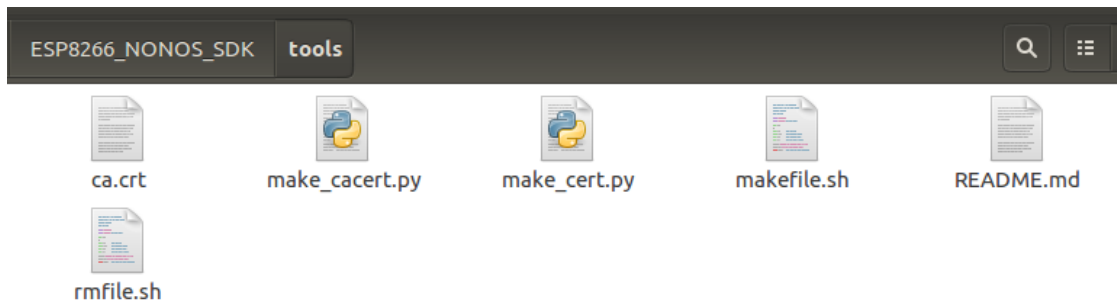 ESP8266_NONOS_SDK tools
ca.crt make_cacert.py make_cert.py makefile.sh README.md
rmfile.sh